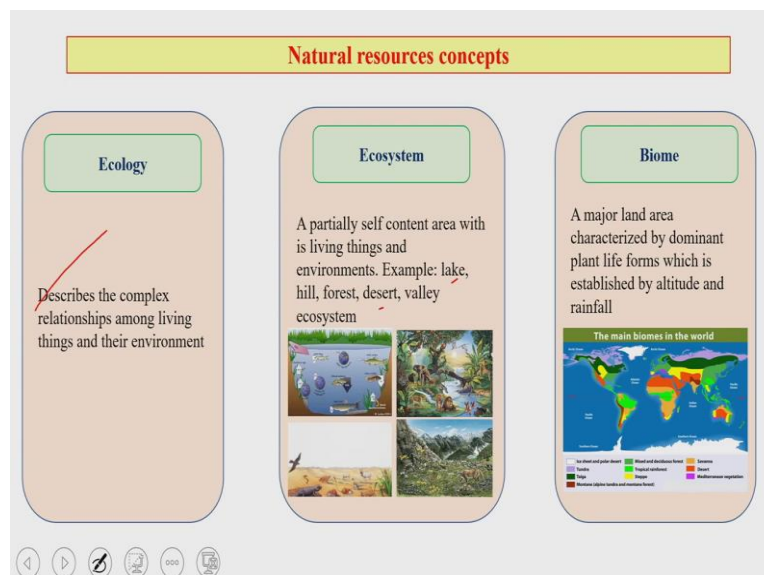 Natural resources concepts
Ecology
Describes the complex
relationships among living
things and their environment
Ecosystem
A partially self content area with
is living things and
environments. Example: lake,
hill, forest, desert, valley
ecosystem
Biome
A major land area
characterized by dominant
plant life forms which is
established by altitude and
rainfall
The main biomes in the world
Ice sheet and polar desert
Mixed and deciduous forest
Savanna
Tundra
Tropical rainforest
Desert
Taiga
Steppe
Mediterranean vegetation
Montane (alpine tundra and montane forest)